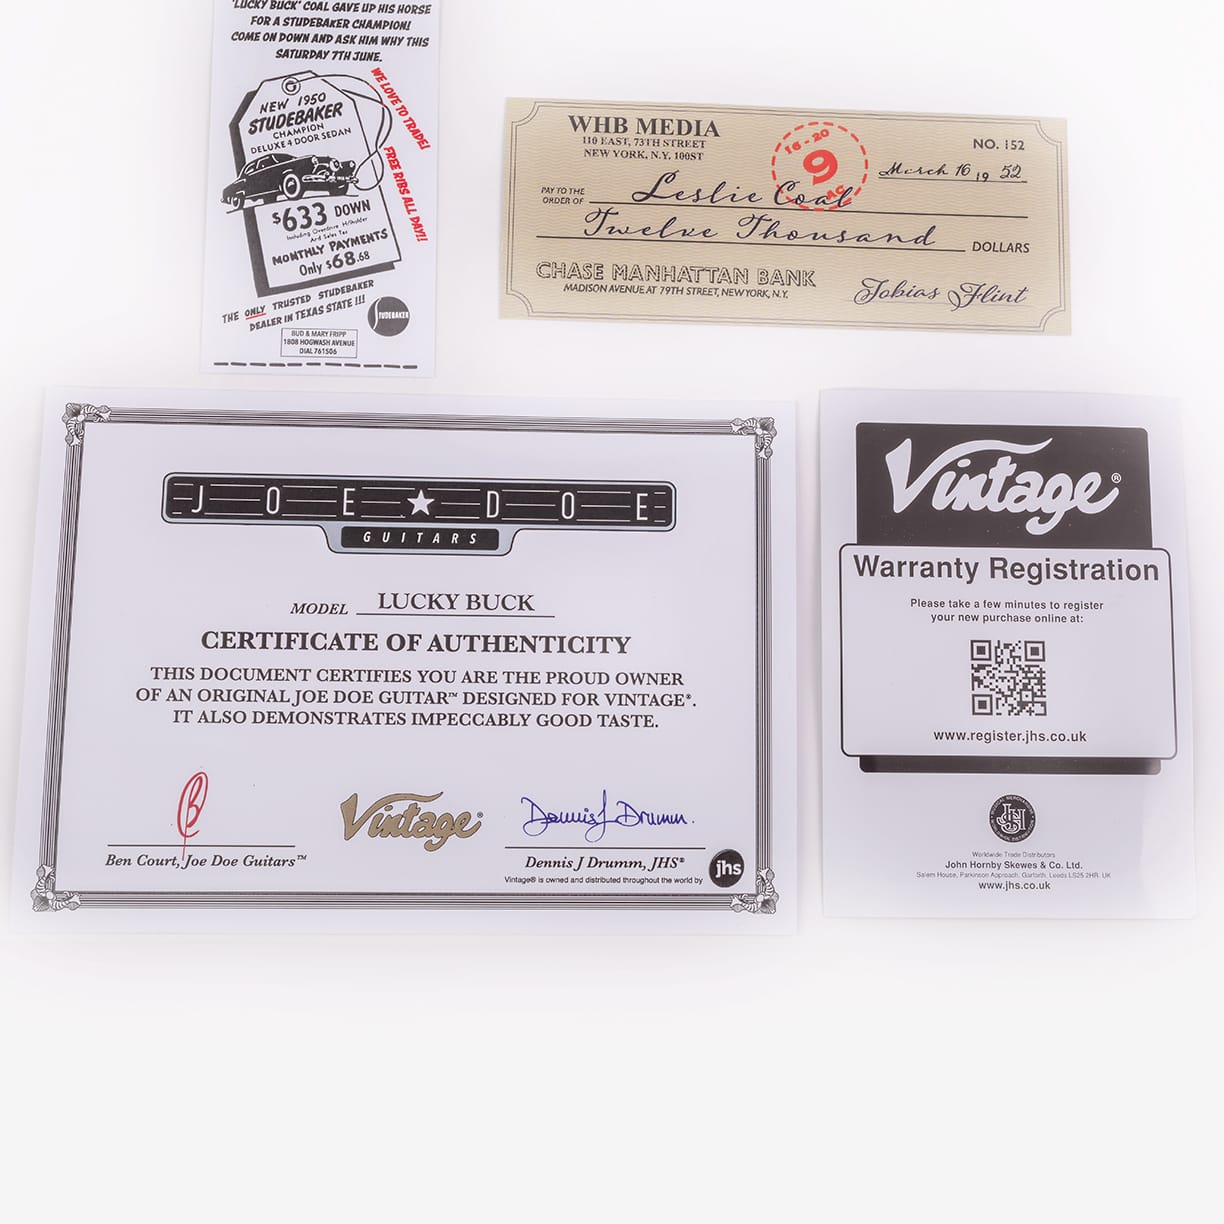 'LUCKY BUCK' COAL GAVE UP HIS HORSE
FOR A STUDEBAKER CHAMPION!
COME ON DOWN AND ASK HIM WHY THIS
SATURDAY 7TH JUNE.
WE LOVE TO TRADE!
FREE RIBS ALL DAY!!
NEW 1950
STUDEBAKER
CHAMPION
DELUXE 4 DOOR SEDAN
$633 DOWN
Including Overdrive H/Holder
And Sales Tax
MONTHLY PAYMENTS
Only $68.68
THE ONLY TRUSTED STUDEBAKER
DEALER IN TEXAS STATE !!!
STUDEBAKER
BUD & MARY FRIPP
1808 HOGWASH AVENUE
DIAL 761506
WHB MEDIA
110 EAST, 73TH STREET
NEW YORK, N.Y. 100ST
16-20
9
NO. 152
March 16 19 52
PAY TO THE
ORDER OF
Leslie Coal
Twelve Thousand
DOLLARS
CHASE MANHATTAN BANK
MADISON AVENUE AT 79TH STREET, NEW YORK, N.Y.
Tobias Flint
JOE★DOE
GUITARS
MODEL LUCKY BUCK
CERTIFICATE OF AUTHENTICITY
THIS DOCUMENT CERTIFIES YOU ARE THE PROUD OWNER
OF AN ORIGINAL JOE DOE GUITAR™ DESIGNED FOR VINTAGE®.
IT ALSO DEMONSTRATES IMPECCABLY GOOD TASTE.
Vintage®
Dennis J Drumm.
Ben Court, Joe Doe Guitars™
Dennis J Drumm, JHS®
Vintage® is owned and distributed throughout the world by
jhs
Vintage®
Warranty Registration
Please take a few minutes to register
your new purchase online at:
www.register.jhs.co.uk
JHS
Worldwide Trade Distributors
John Hornby Skewes & Co. Ltd.
Salem House, Parkinson Approach, Garforth, Leeds LS25 2HR. UK
www.jhs.co.uk